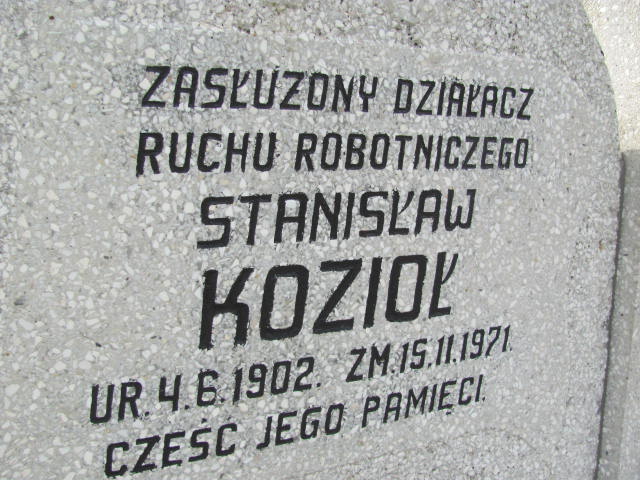 ZASŁUŻONY DZIAŁACZ
RUCHU ROBOTNICZEGO
STANISŁAW
KOZIOŁ
UR. 4.6.1902. ZM.15.11.1971.
CZEŚĆ JEGO PAMIĘCI.